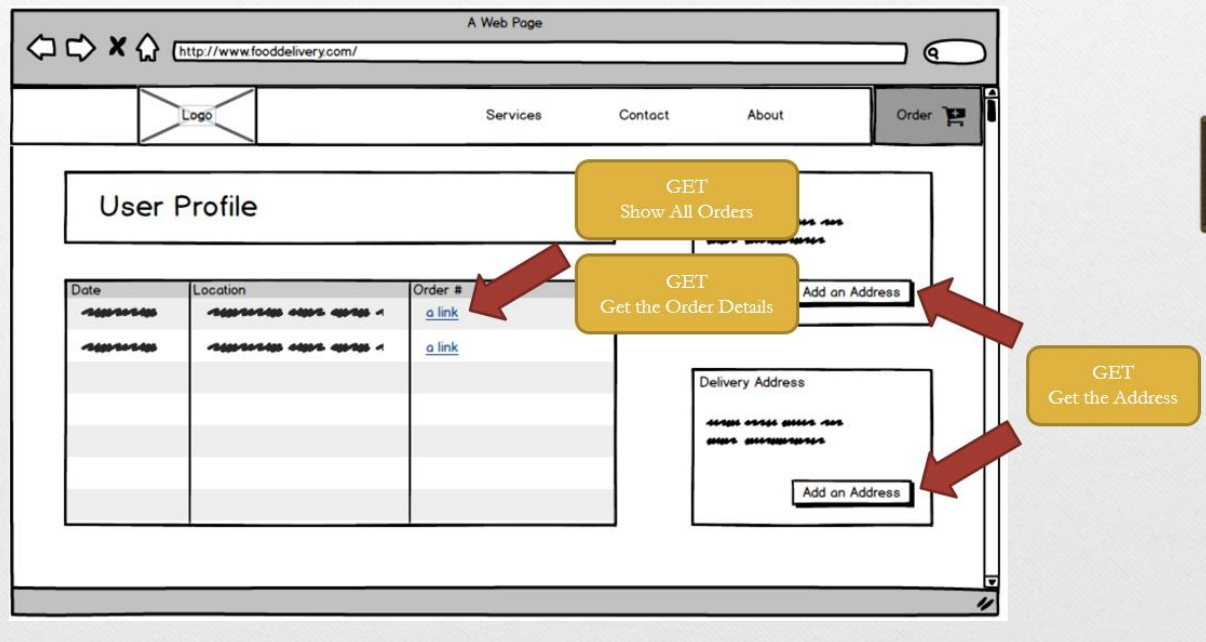 A Web Page
http://www.fooddelivery.com/
Logo
Services
Contact
About
Order
User Profile
GET
Show All Orders
Date
Location
Order #
a link
a link
GET
Get the Order Details
Add an Address
GET
Get the Address
Delivery Address
Add an Address